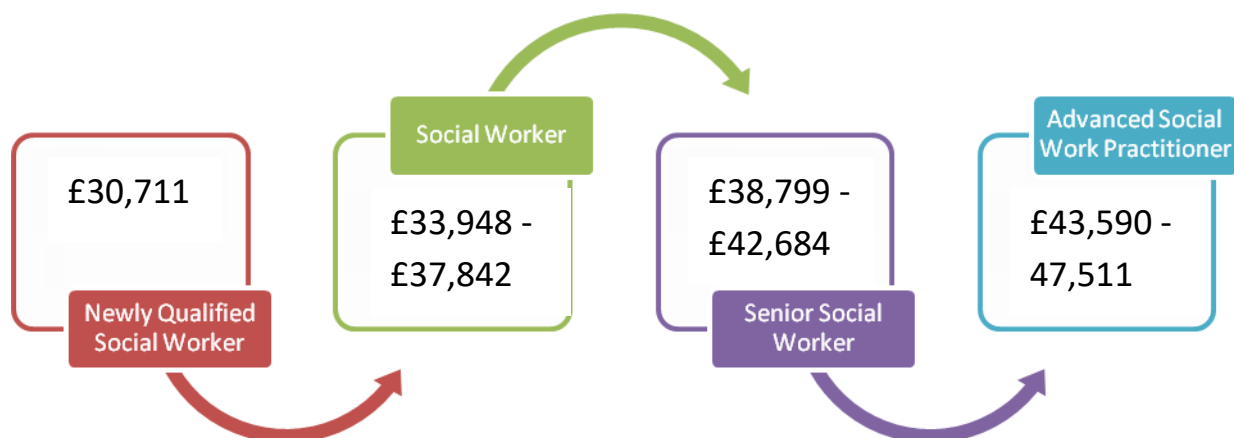 £30,711
Newly Qualified
Social Worker
Social Worker
£33,948 -
£37,842
£38,799 -
£42,684
Senior Social
Worker
Advanced Social
Work Practitioner
£43,590 -
47,511